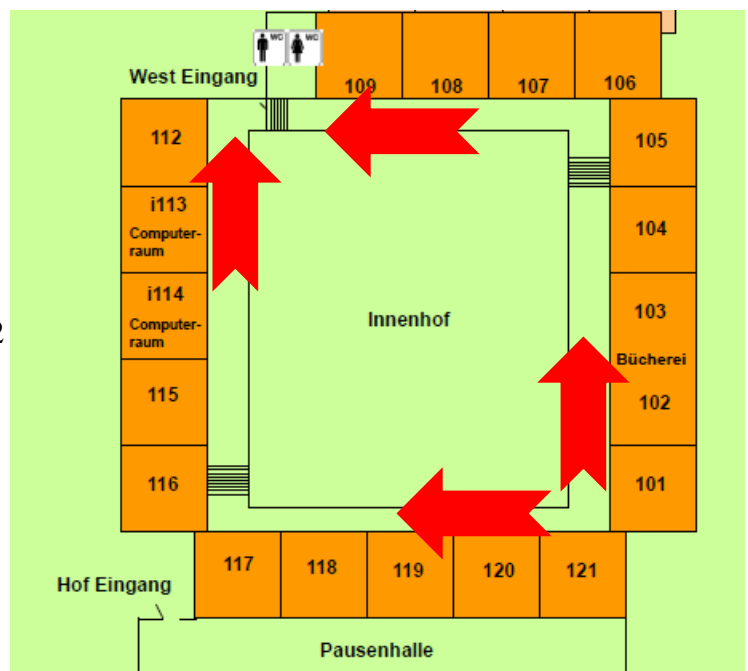 WC WC
West Eingang
109 108 107 106
112
105
i113
Computer-
raum
104
i114
Computer-
raum
Innenhof
103
Bücherei
102
115
116
101
117 118 119 120 121
Hof Eingang
Pausenhalle
2